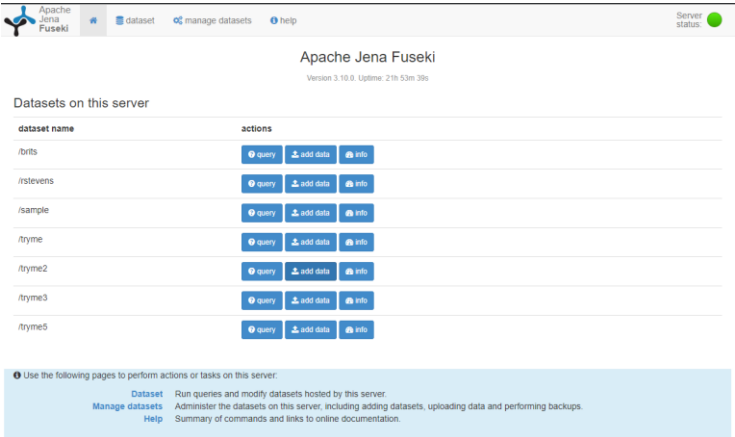 Apache
Jena
Fuseki
dataset
manage datasets
help
Server
status:
Apache Jena Fuseki
Version 3.10.0. Uptime: 21h 53m 39s
Datasets on this server
dataset name actions
/brits query add data info
/rstevens query add data info
/sample query add data info
/tryme query add data info
/tryme2 query add data info
/tryme3 query add data info
/tryme5 query add data info
Use the following pages to perform actions or tasks on this server:
Dataset Run queries and modify datasets hosted by this server.
Manage datasets Administer the datasets on this server, including adding datasets, uploading data and performing backups.
Help Summary of commands and links to online documentation.